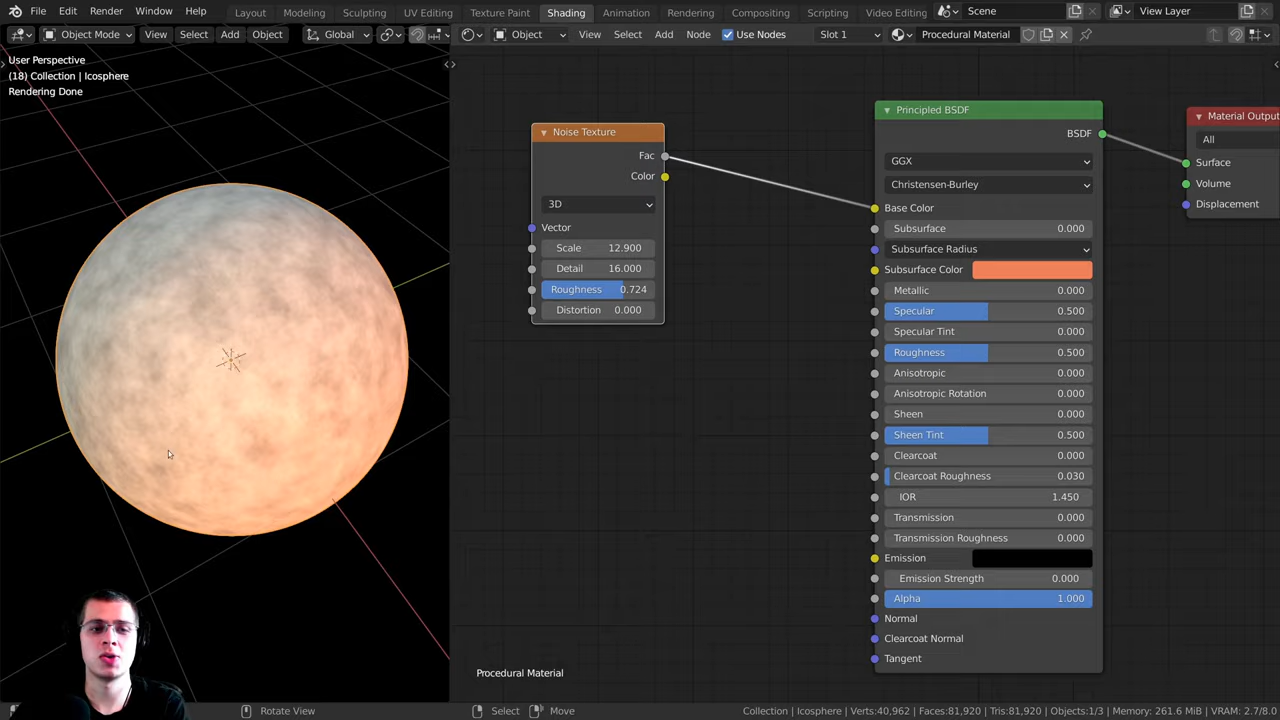 File Edit Render Window Help Layout Modeling Sculpting UV Editing Texture Paint Shading Animation Rendering Compositing Scripting Video Editing Scene View Layer
Object Mode View Select Add Object Global Object View Select Add Node Use Nodes Slot 1 Procedural Material
User Perspective
(18) Collection | Icosphere
Rendering Done
Noise Texture
Fac
Color
3D
Vector
Scale 12.900
Detail 16.000
Roughness 0.724
Distortion 0.000
Principled BSDF
BSDF
GGX
Christensen-Burley
Base Color
Subsurface 0.000
Subsurface Radius
Subsurface Color
Metallic 0.000
Specular 0.500
Specular Tint 0.000
Roughness 0.500
Anisotropic 0.000
Anisotropic Rotation 0.000
Sheen 0.000
Sheen Tint 0.500
Clearcoat 0.000
Clearcoat Roughness 0.030
IOR 1.450
Transmission 0.000
Transmission Roughness 0.000
Emission
Emission Strength 0.000
Alpha 1.000
Normal
Clearcoat Normal
Tangent
Material Output
All
Surface
Volume
Displacement
Procedural Material
Rotate View Select Move Collection | Icosphere | Verts:40,962 | Faces:81,920 | Tris:81,920 | Objects:1/3 | Memory: 261.6 MiB | VRAM: 2.7/8.0